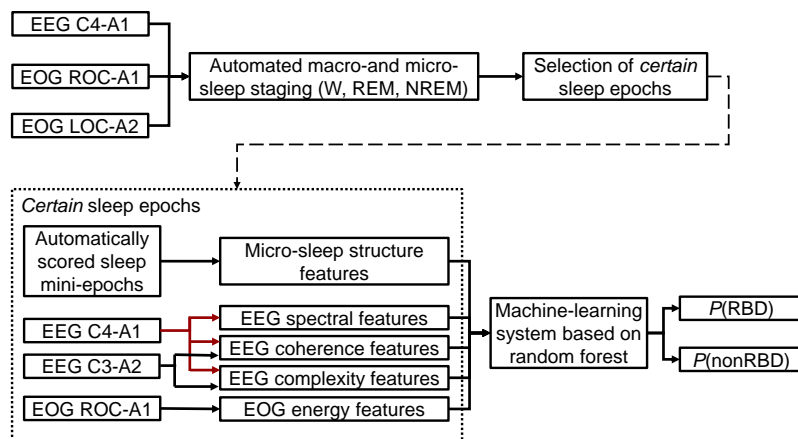 EEG C4-A1
EOG ROC-A1
EOG LOC-A2
Automated macro-and micro-
sleep staging (W, REM, NREM)
Selection of certain
sleep epochs
Certain sleep epochs
Automatically
scored sleep
mini-epochs
Micro-sleep structure
features
EEG C4-A1
EEG C3-A2
EOG ROC-A1
EEG spectral features
EEG coherence features
EEG complexity features
EOG energy features
Machine-learning
system based on
random forest
P(RBD)
P(nonRBD)